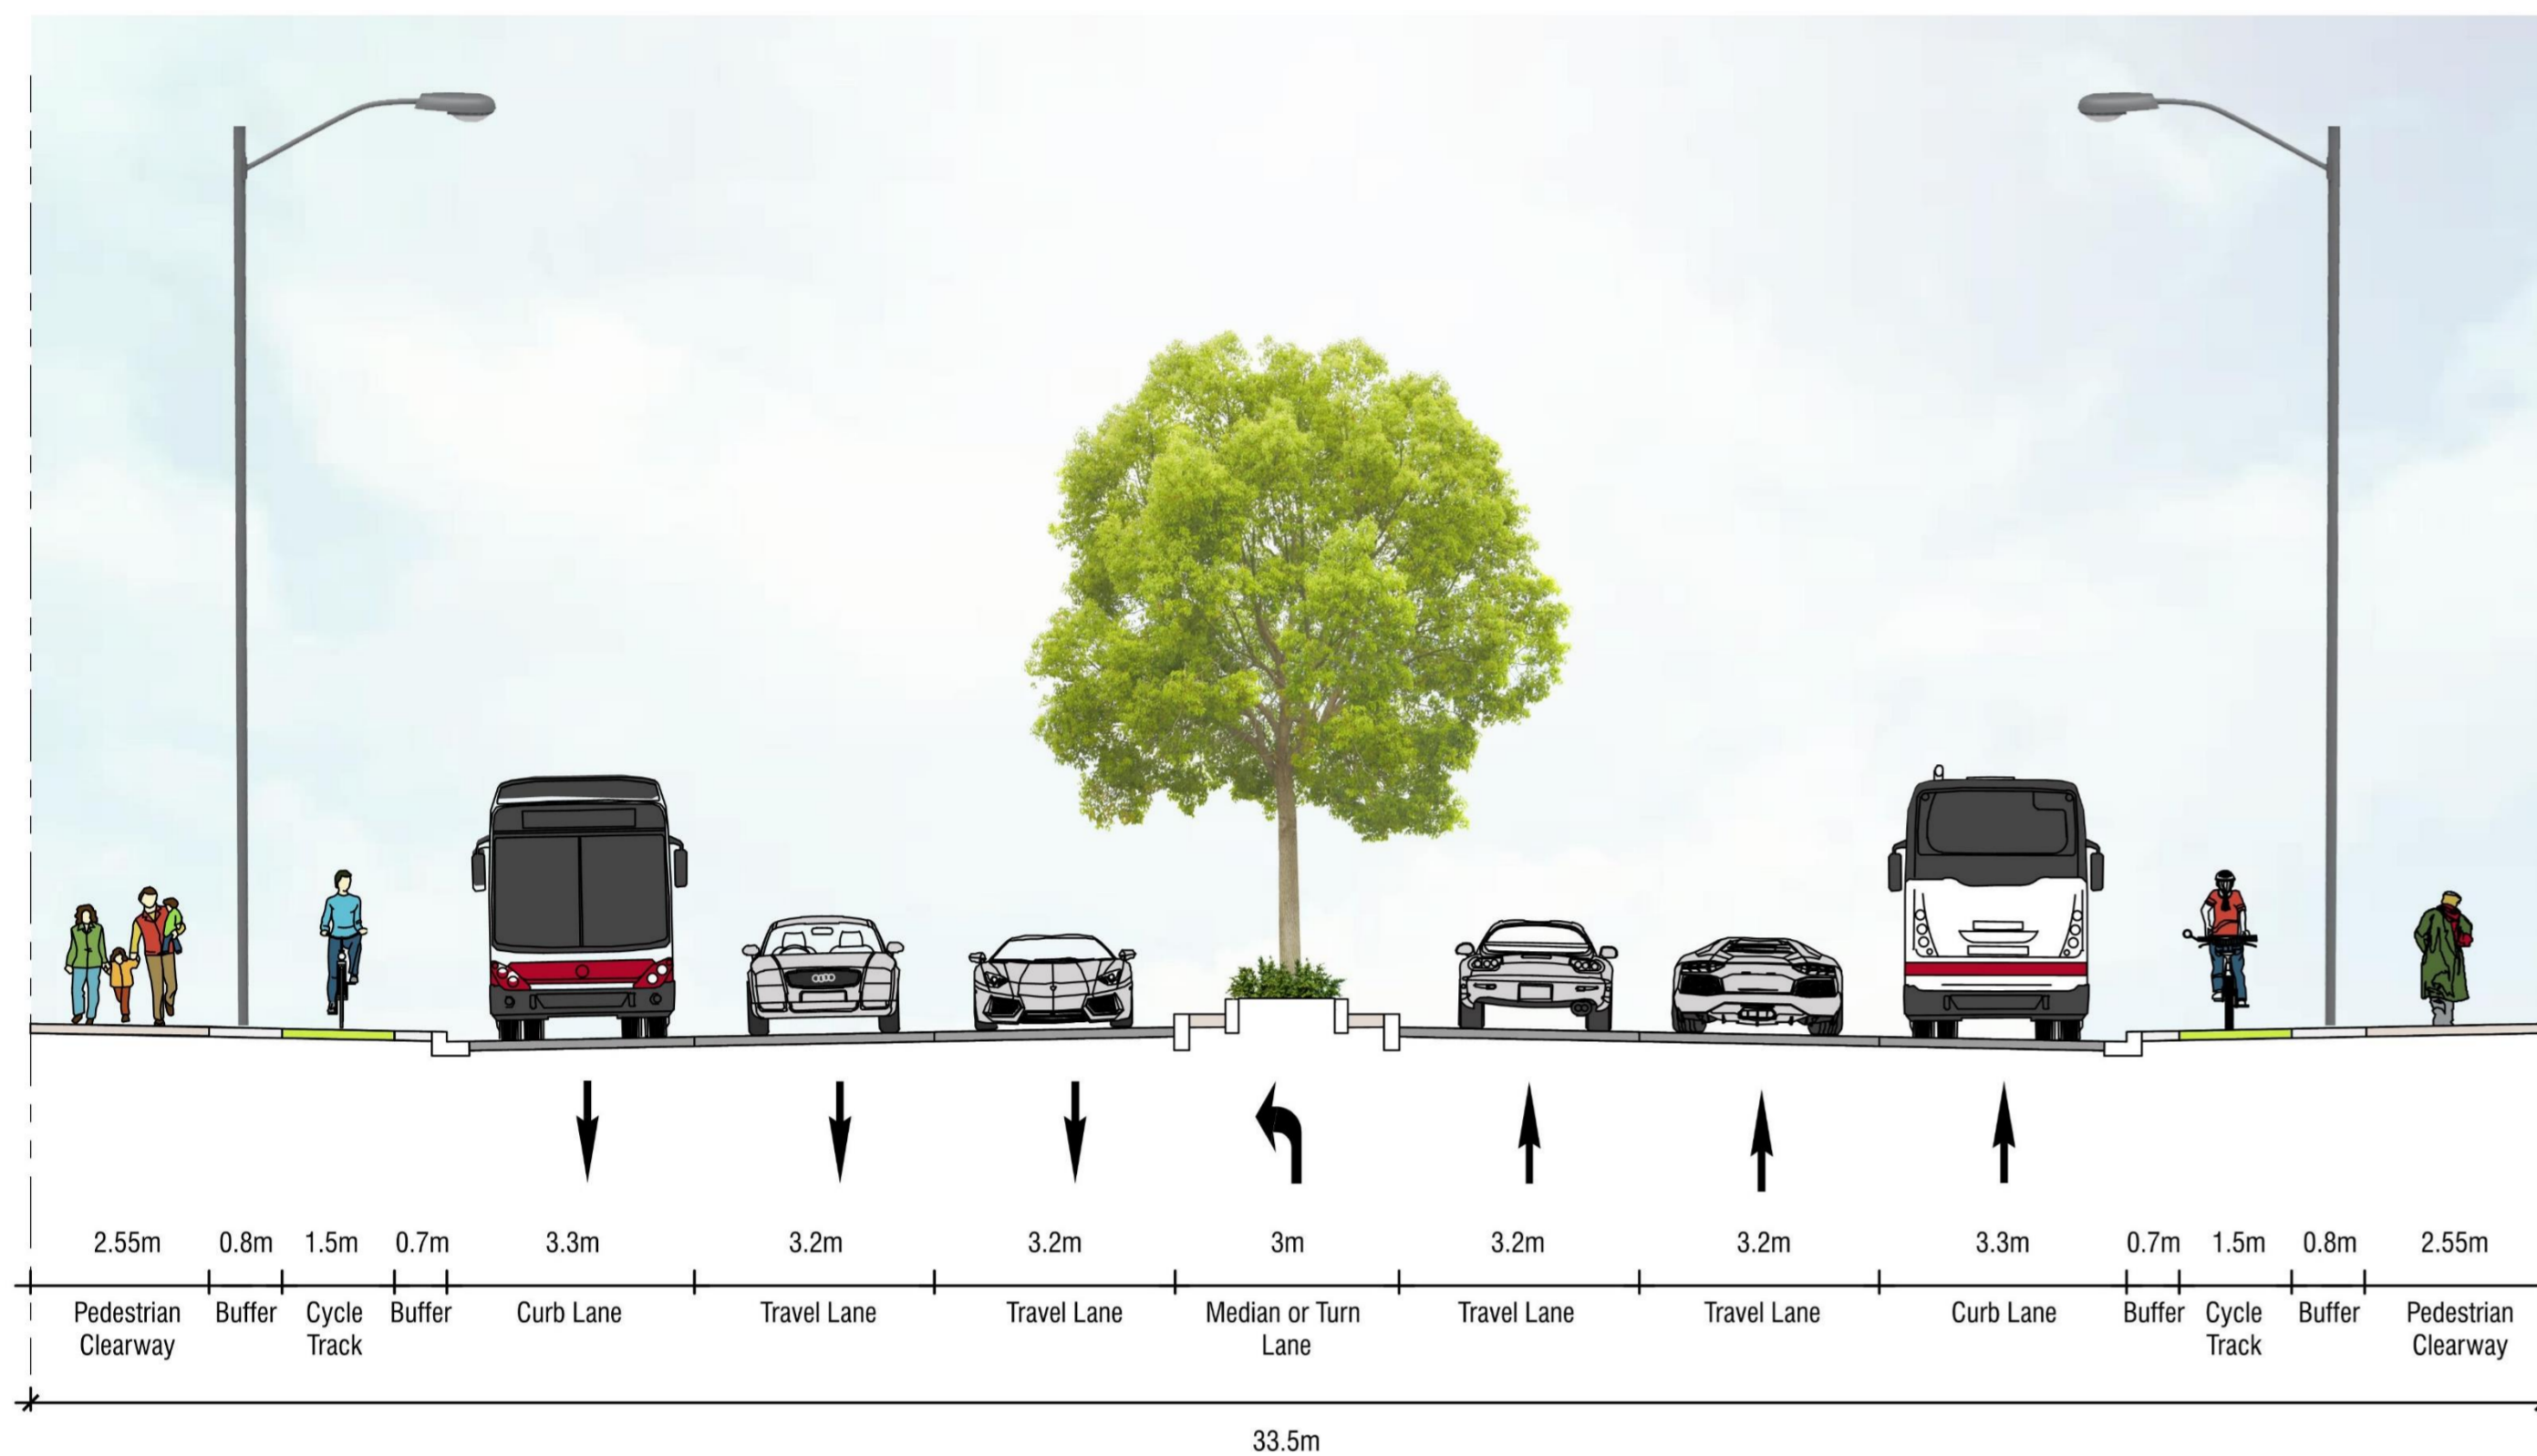 2.55m 0.8m 1.5m 0.7m 3.3m 3.2m 3.2m 3m 3.2m 3.2m 3.3m 0.7m 1.5m 0.8m 2.55m
Pedestrian Buffer Cycle Buffer Curb Lane Travel Lane Travel Lane Median or Turn Travel Lane Travel Lane Curb Lane Buffer Cycle Buffer Pedestrian
Clearway Track Lane Track Clearway
33.5m